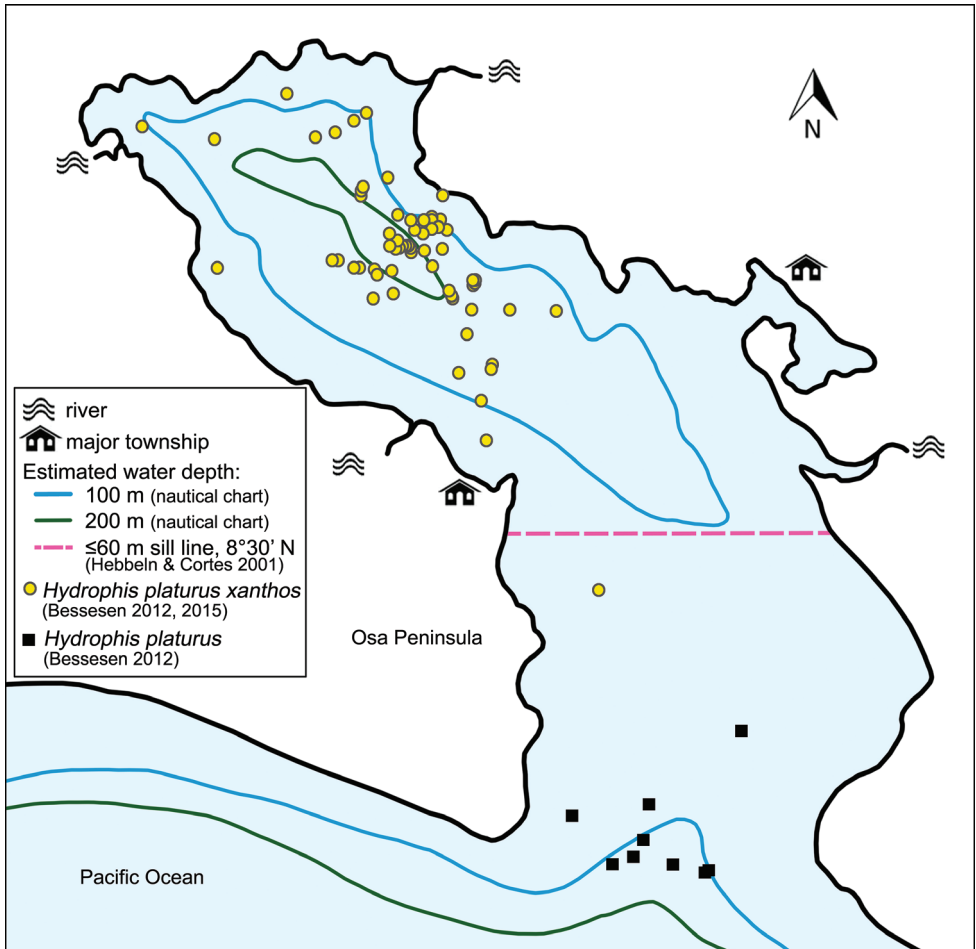 N
river
major township
Estimated water depth:
100 m (nautical chart)
200 m (nautical chart)
≤60 m sill line, 8°30’ N
(Hebbeln & Cortes 2001)
Hydrophis platurus xanthos
(Bessesen 2012, 2015)
Hydrophis platurus
(Bessesen 2012)
Osa Peninsula
Pacific Ocean